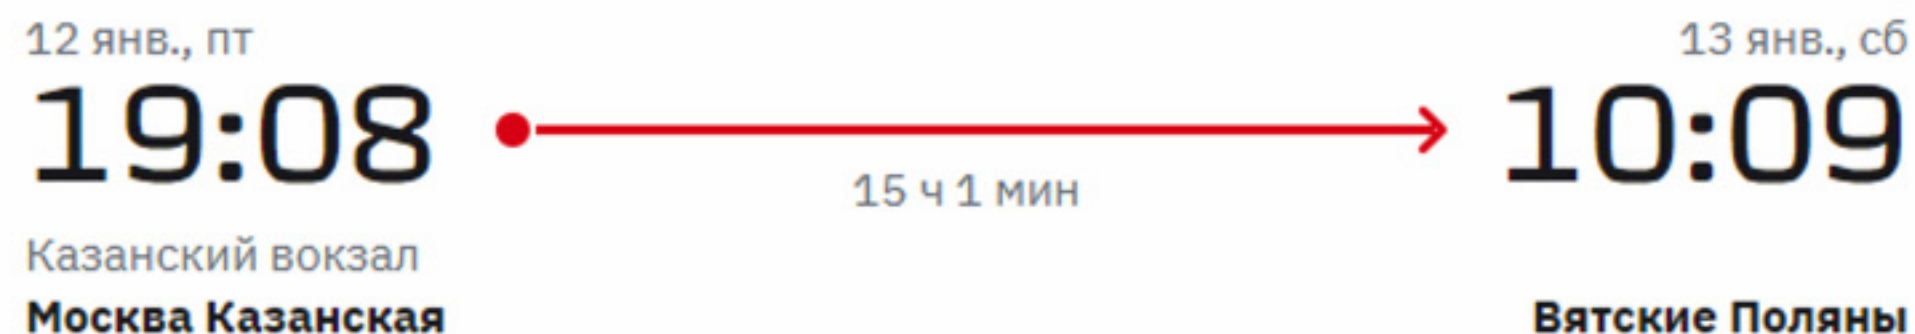 12 янв., пт
13 янв., сб
19:08
10:09
15 ч 1 мин
Казанский вокзал
Москва Казанская
Вятские Поляны